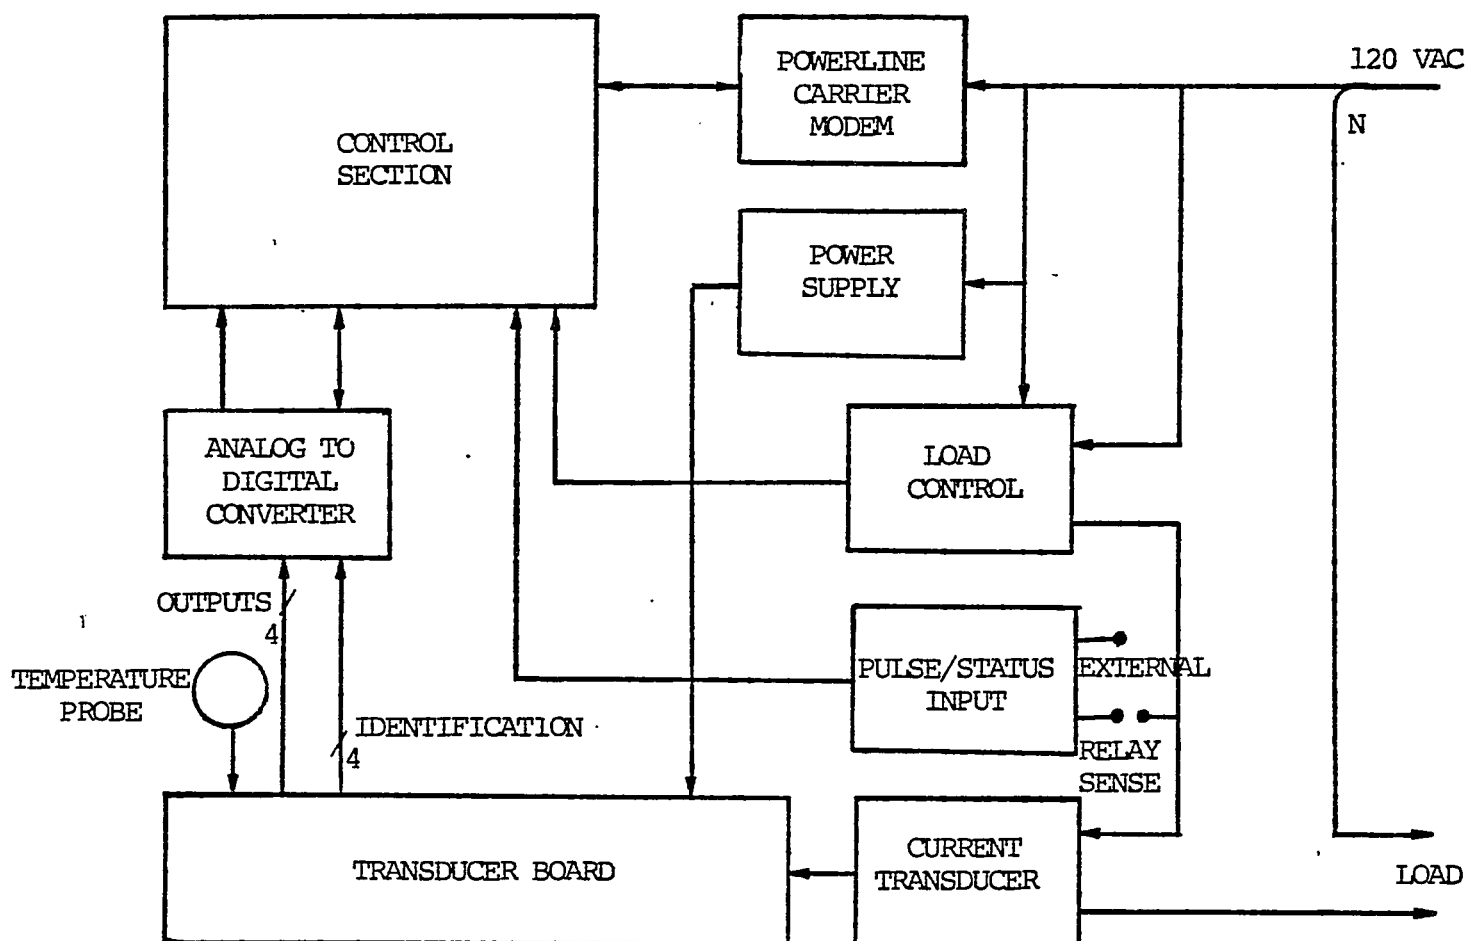 120 VAC
N
POWERLINE
CARRIER
MODEM
CONTROL
SECTION
POWER
SUPPLY
ANALOG TO
DIGITAL
CONVERTER
LOAD
CONTROL
OUTPUTS
4
TEMPERATURE
PROBE
IDENTIFICATION
4
PULSE/STATUS
INPUT
EXTERNAL
RELAY
SENSE
TRANSDUCER BOARD
CURRENT
TRANSDUCER
LOAD